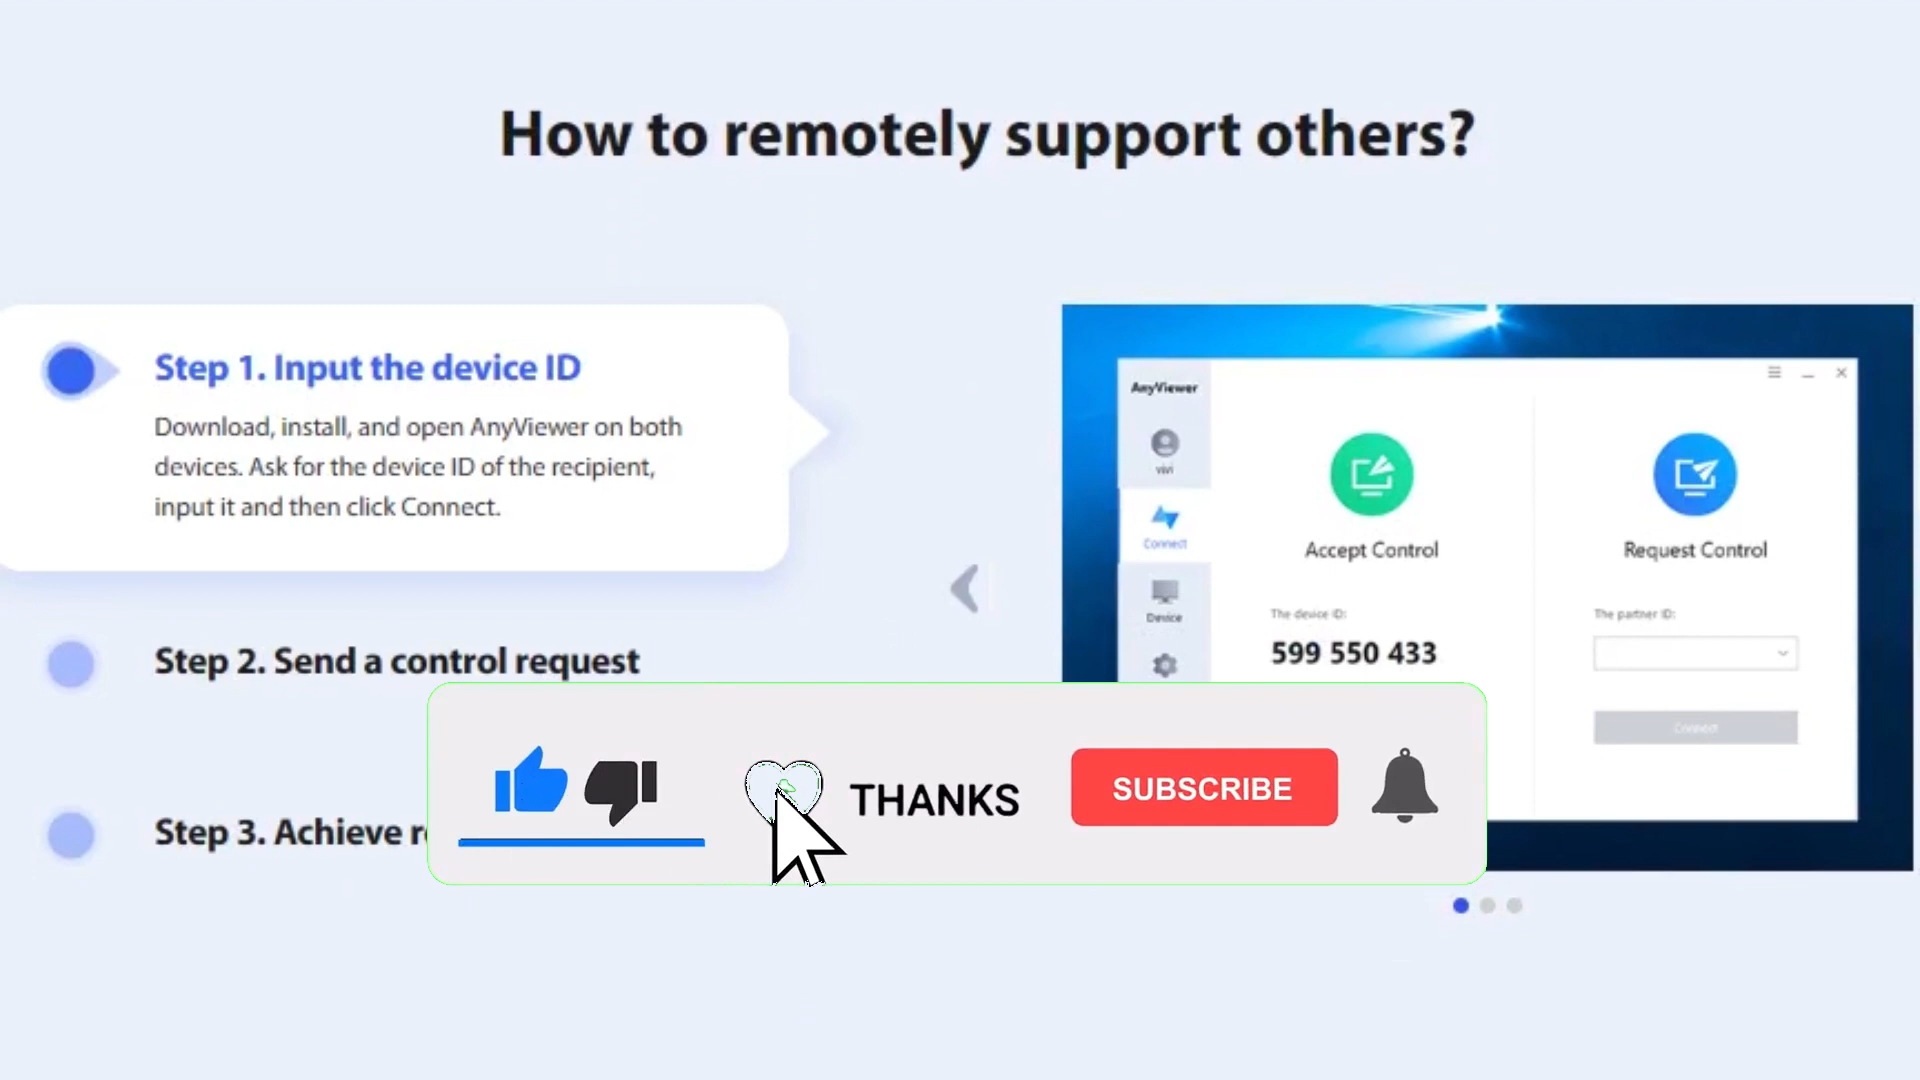 How to remotely support others?
Step 1. Input the device ID
Download, install, and open AnyViewer on both
devices. Ask for the device ID of the recipient,
input it and then click Connect.
Step 2. Send a control request
Step 3. Achieve
AnyViewer
vivi
Connect
Device
Accept Control
The device ID:
599 550 433
Request Control
The partner ID:
Connect
THANKS
SUBSCRIBE